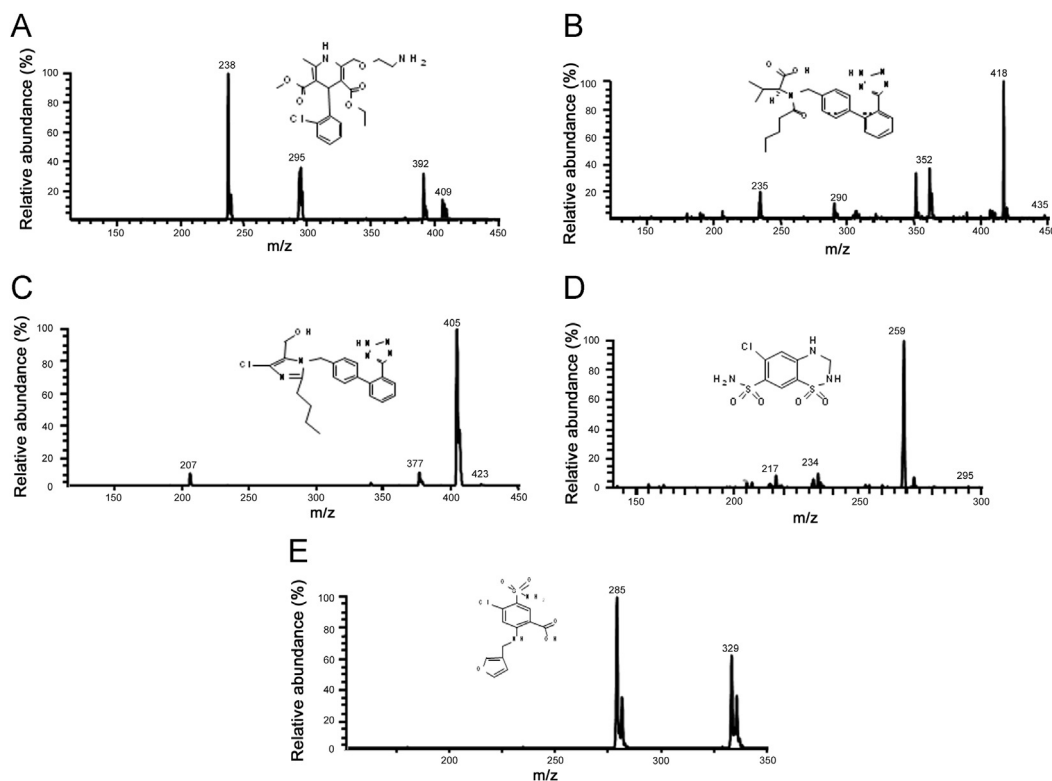 A
Relative abundance (%)
100
80
60
40
20
238
295
392
409
150
200
250
300
350
400
450
m/z
H
N
O
NH2
O
O
O
O
O
Cl
B
Relative abundance (%)
100
80
60
40
20
418
352
235
290
435
150
200
250
300
350
400
450
m/z
O
O H
H
N
O
H N N
N N
C
Relative abundance (%)
100
80
60
40
20
0
405
377
423
207
150
200
250
300
350
400
450
m/z
O H
Cl
N
N
H N N
N N
D
Relative abundance (%)
100
80
60
40
20
0
259
234
217
295
150
200
250
300
m/z
Cl
H
N
H2N
S
O O
S
NH
O O
E
Relative abundance (%)
100
80
60
40
20
0
285
329
200
250
300
350
m/z
O
O
Cl
O
O H
N H
O